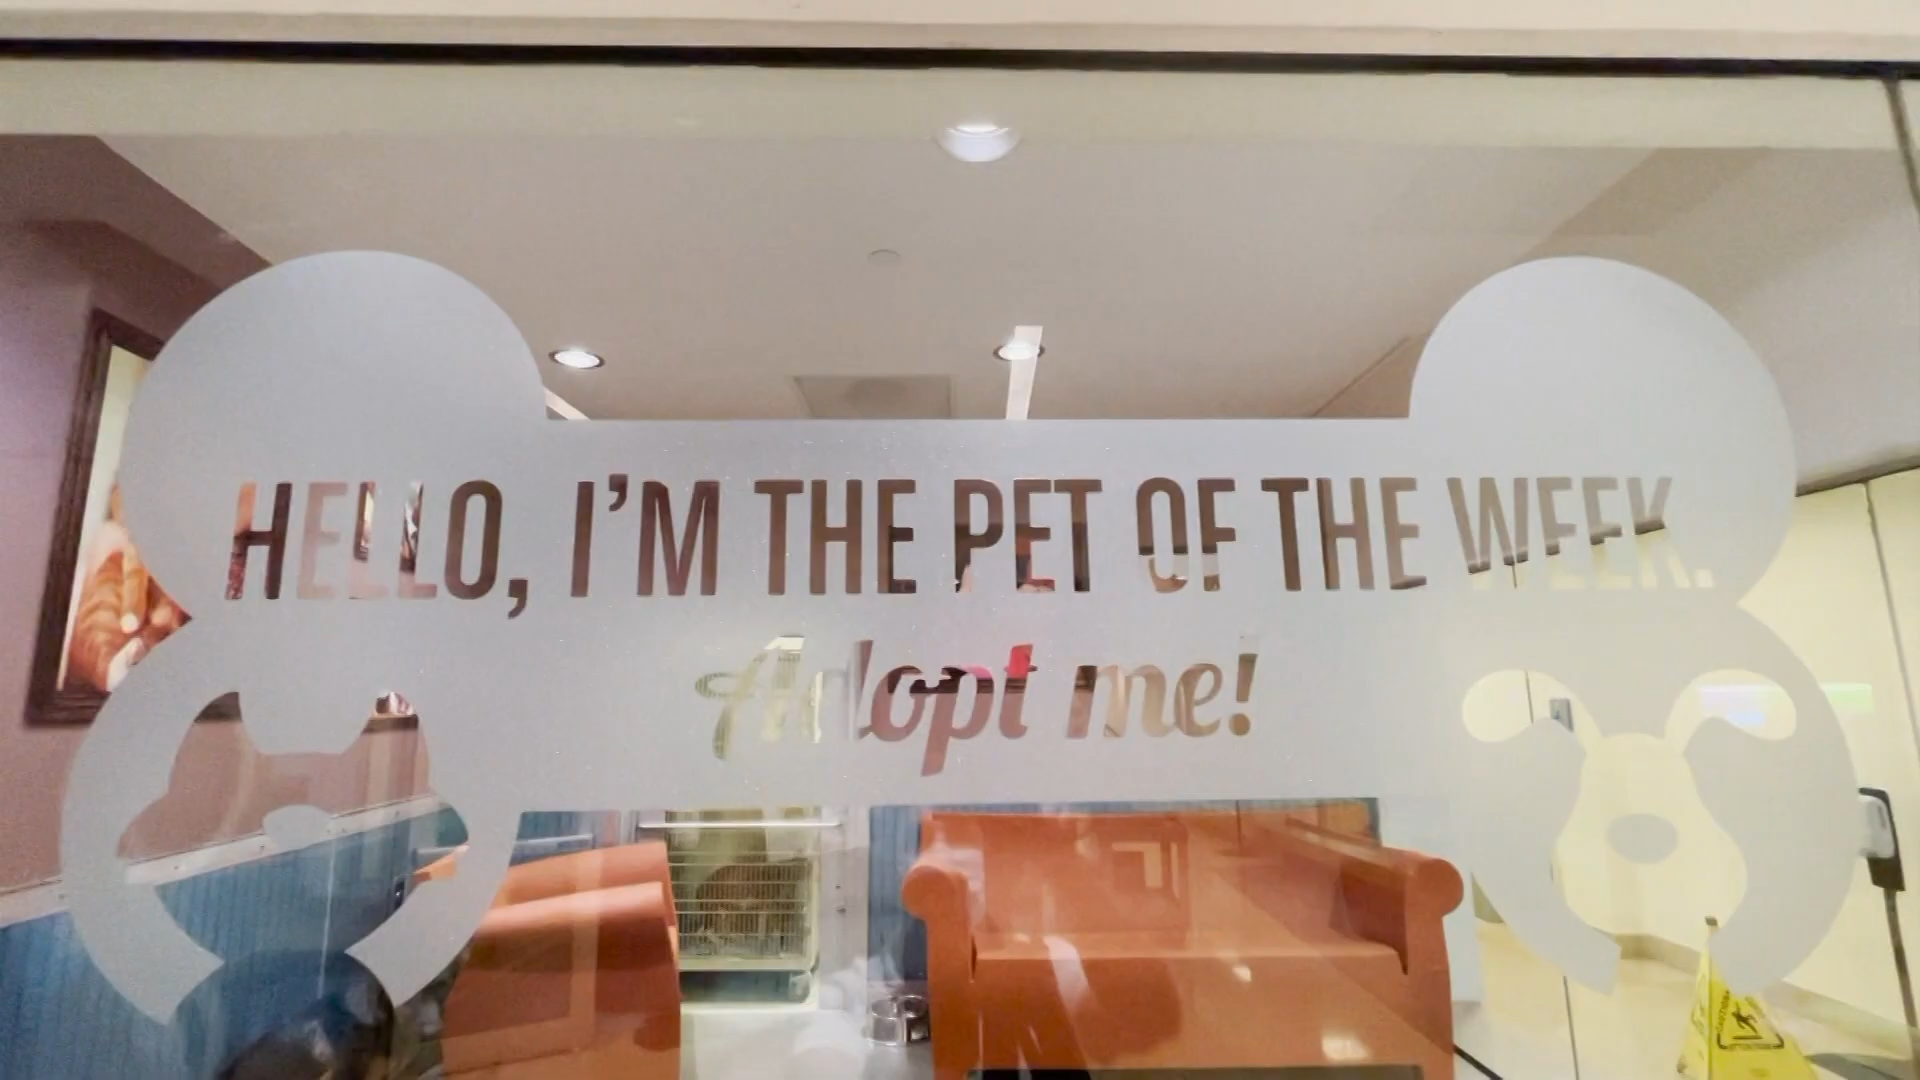 HELLO, I'M THE PET OF THE WEEK.
Adopt me!